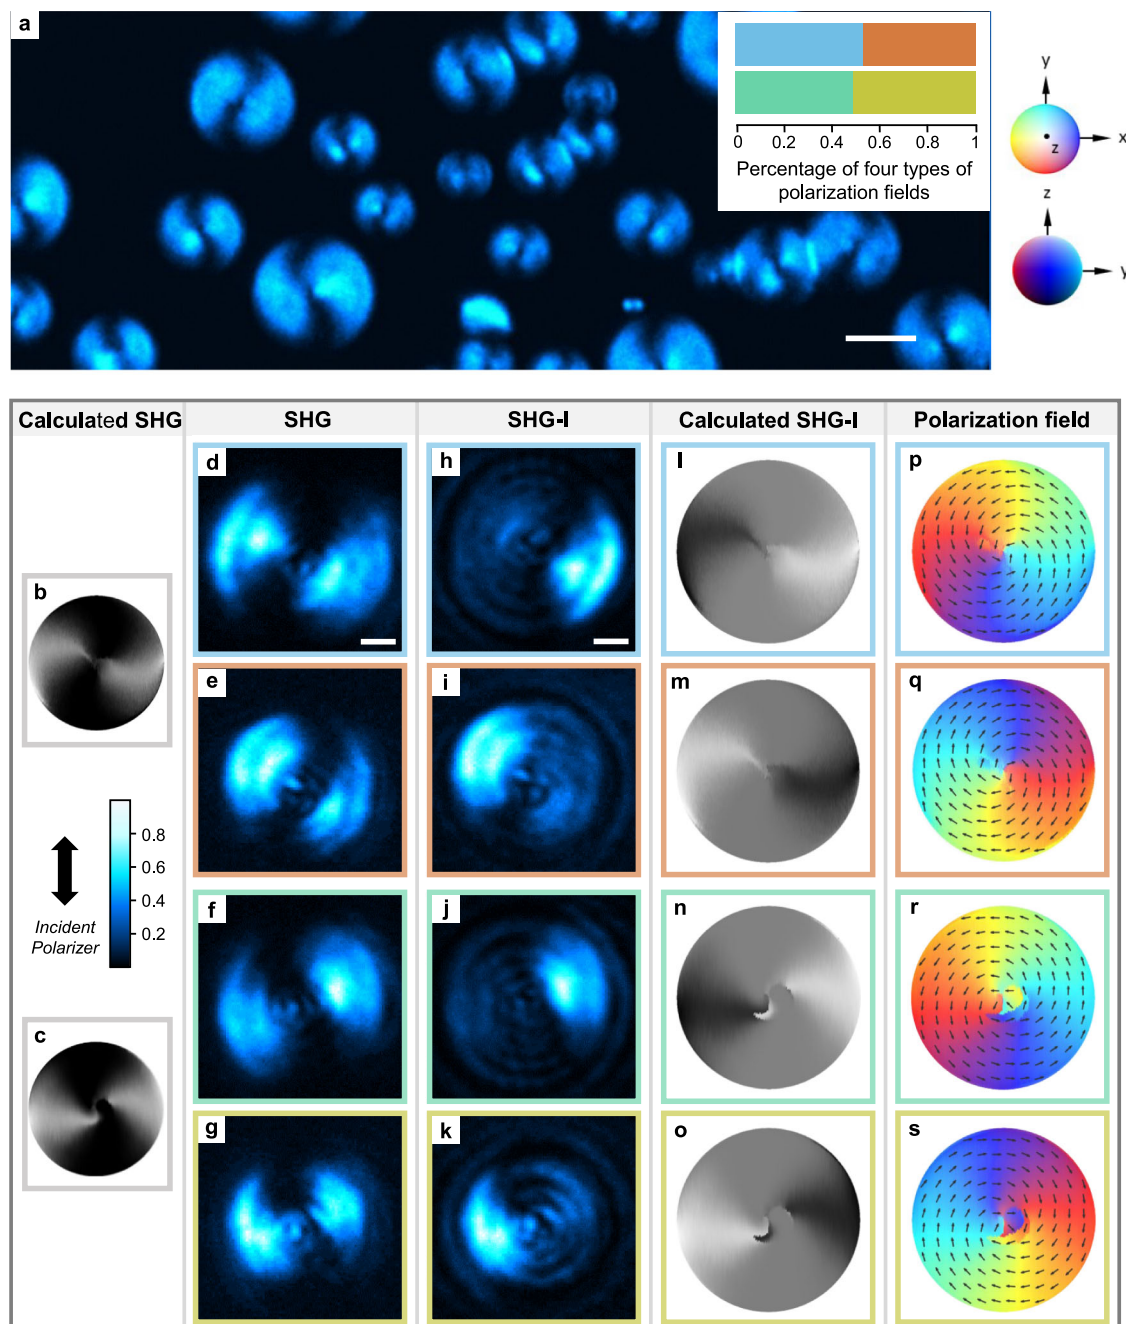 a
0 0.2 0.4 0.6 0.8 1
Percentage of four types of
polarization fields
y
x
z
z
y
Calculated SHG
SHG
SHG-I
Calculated SHG-I
Polarization field
d
h
l
p
b
e
i
m
q
0.8
0.6
0.4
0.2
Incident
Polarizer
f
j
n
r
c
g
k
o
s